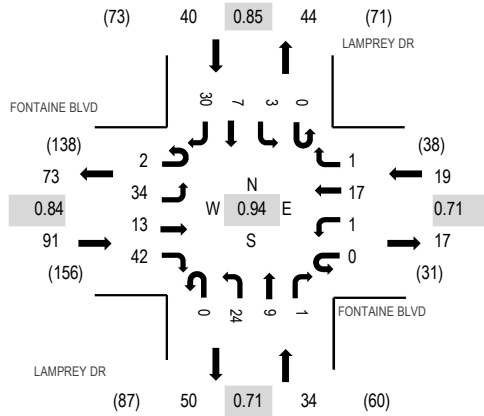 (73) 40 0.85 44 (71)
LAMPREY DR
30 7 3 0
FONTAINE BLVD
(138) (38)
73 2 1 19
34 N 17
0.84 W 0.94 E 0.71
13 S 1
91 42 0 17
(156) (31)
0 24 9 1
FONTAINE BLVD
LAMPREY DR
(87) 50 0.71 34 (60)